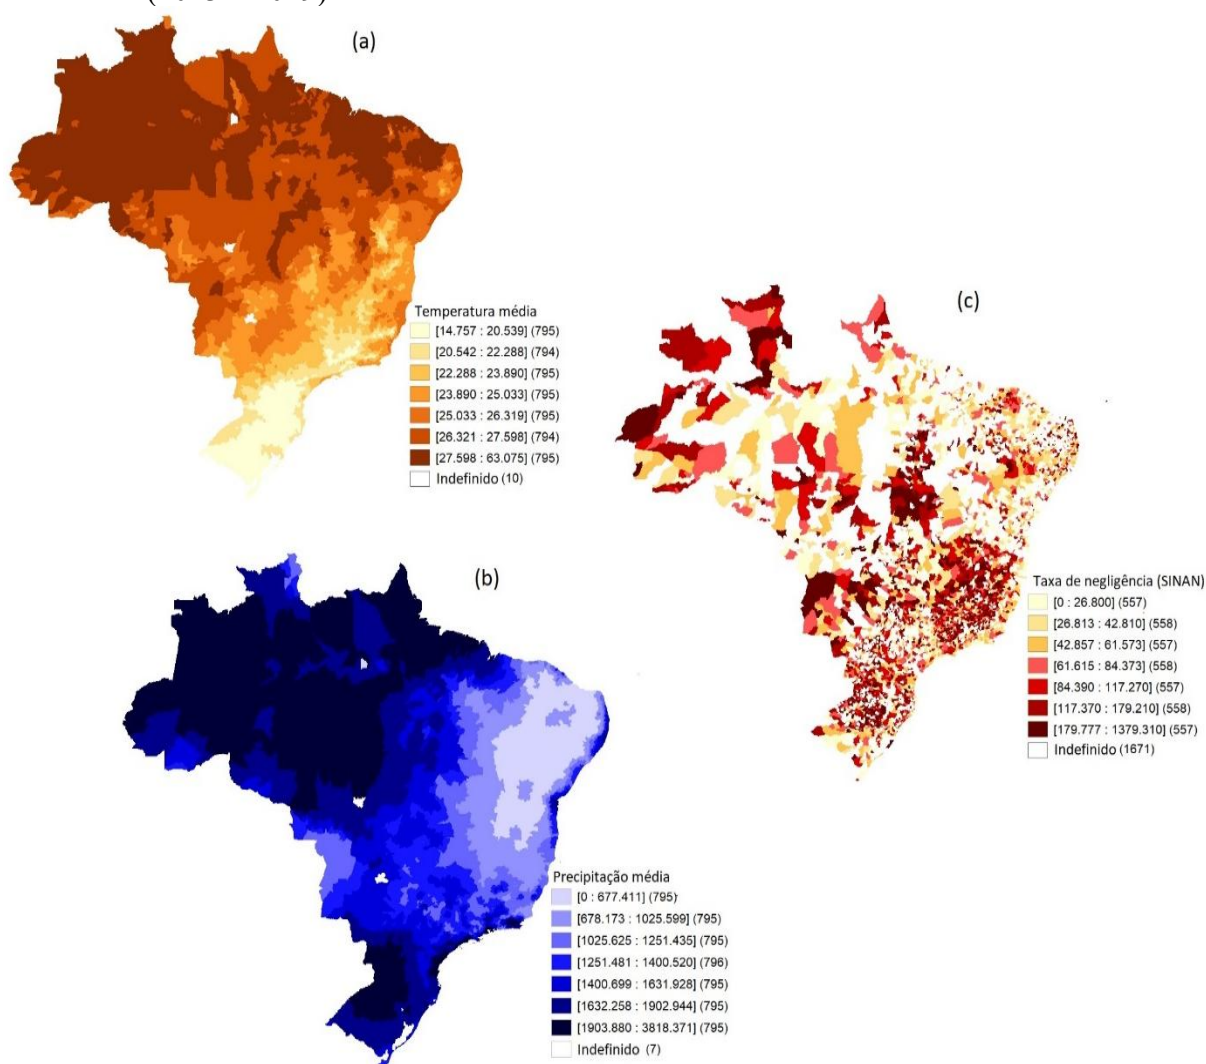 (a)
Temperatura média
[14.757 : 20.539] (795)
[20.542 : 22.288] (794)
[22.288 : 23.890] (795)
[23.890 : 25.033] (795)
[25.033 : 26.319] (795)
[26.321 : 27.598] (794)
[27.598 : 63.075] (795)
Indefinido (10)
(b)
Precipitação média
[0 : 677.411] (795)
[678.173 : 1025.599] (795)
[1025.625 : 1251.435] (795)
[1251.481 : 1400.520] (796)
[1400.699 : 1631.928] (795)
[1632.258 : 1902.944] (795)
[1903.880 : 3818.371] (795)
Indefinido (7)
(c)
Taxa de negligência (SINAN)
[0 : 26.800] (557)
[26.813 : 42.810] (558)
[42.857 : 61.573] (557)
[61.615 : 84.373] (558)
[84.390 : 117.270] (557)
[117.370 : 179.210] (558)
[179.777 : 1379.310] (557)
Indefinido (1671)